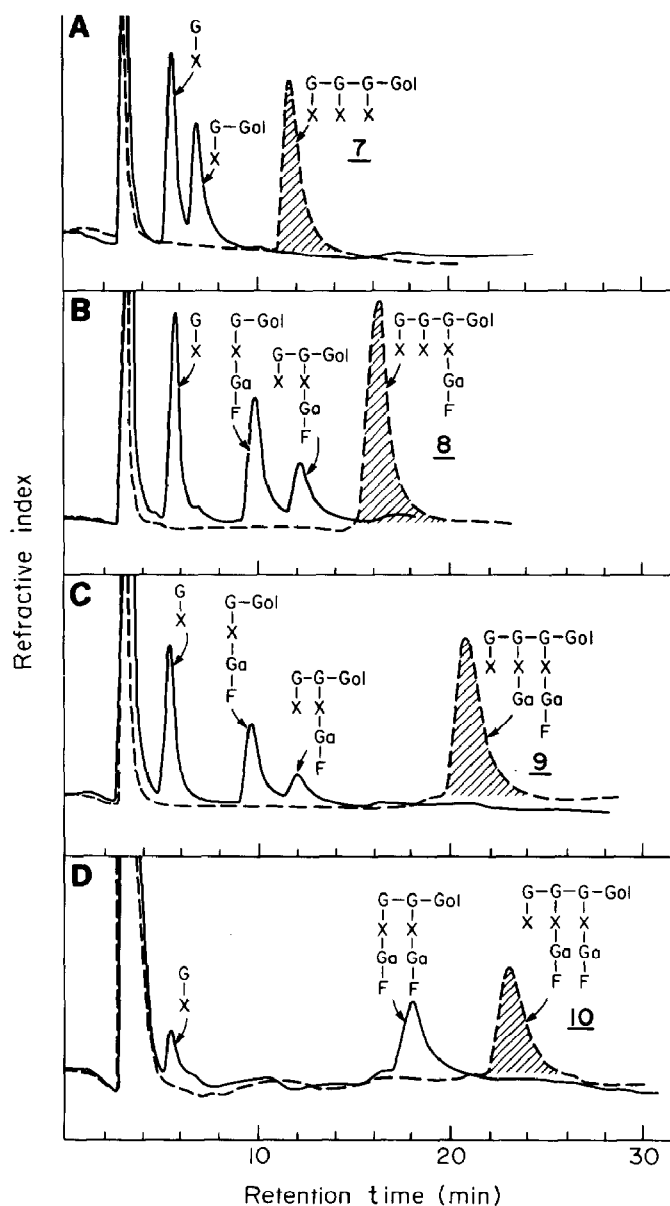 A
G
X
G-Gol
X
G-G-G-Gol
X X X
7
B
G
X
G-Gol
X
Ga
F
G-G-Gol
X X
Ga
F
G-G-G-Gol
X X X
Ga
F
8
C
G
X
G-Gol
X
Ga
F
G-G-Gol
X X
Ga
F
G-G-G-Gol
X X X
Ga Ga
F
9
D
G
X
G-G-Gol
X X
Ga Ga
F F
G-G-G-Gol
X X X
Ga Ga
F F
10
Refractive index
10 20 30
Retention time (min)